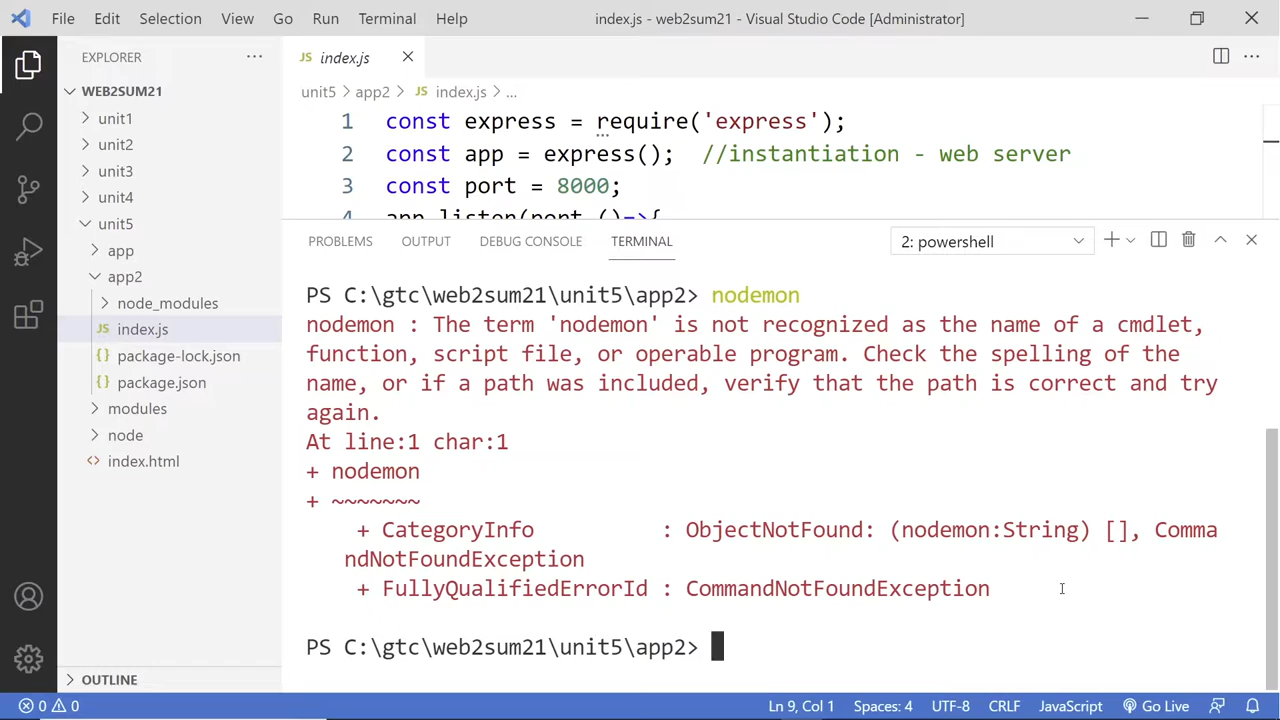 File Edit Selection View Go Run Terminal Help index.js - web2sum21 - Visual Studio Code [Administrator]
EXPLORER
WEB2SUM21
unit1
unit2
unit3
unit4
unit5
app
app2
node_modules
JS index.js
{} package-lock.json
{} package.json
modules
node
<> index.html
OUTLINE
JS index.js
unit5 > app2 > JS index.js > ...
1 const express = require('express');
2 const app = express(); //instantiation - web server
3 const port = 8000;
4 app.listen(port,()=>{
PROBLEMS OUTPUT DEBUG CONSOLE TERMINAL 2: powershell
PS C:\gtc\web2sum21\unit5\app2> nodemon
nodemon : The term 'nodemon' is not recognized as the name of a cmdlet,
function, script file, or operable program. Check the spelling of the
name, or if a path was included, verify that the path is correct and try
again.
At line:1 char:1
+ nodemon
+ ~~~~~~~
+ CategoryInfo : ObjectNotFound: (nodemon:String) [], Comma
ndNotFoundException
+ FullyQualifiedErrorId : CommandNotFoundException
PS C:\gtc\web2sum21\unit5\app2>
0 0 Ln 9, Col 1 Spaces: 4 UTF-8 CRLF JavaScript Go Live